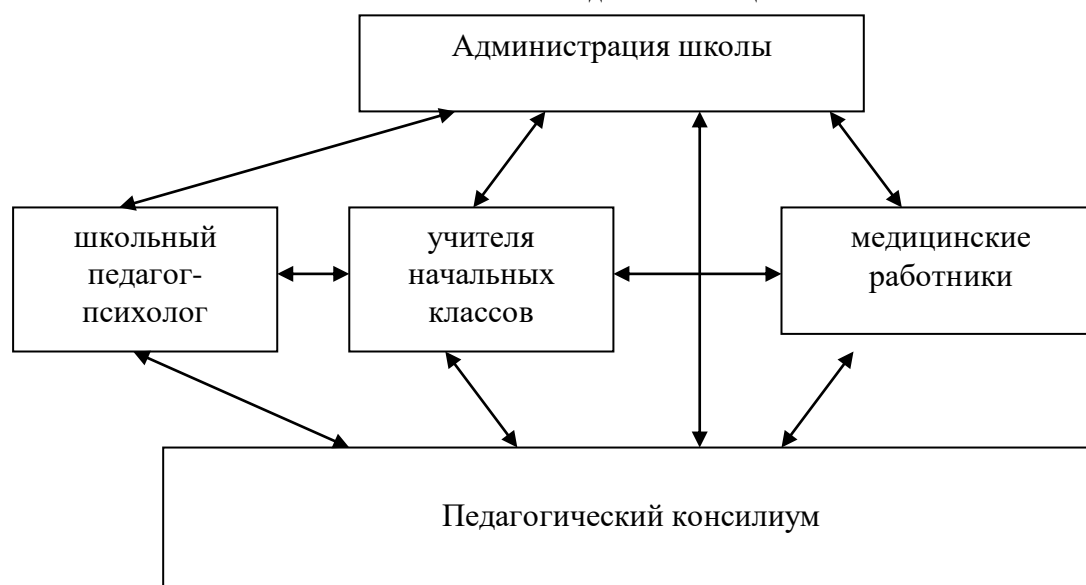 Администрация школы
школьный
педагог-
психолог
учителя
начальных
классов
медицинские
работники
Педагогический консилиум